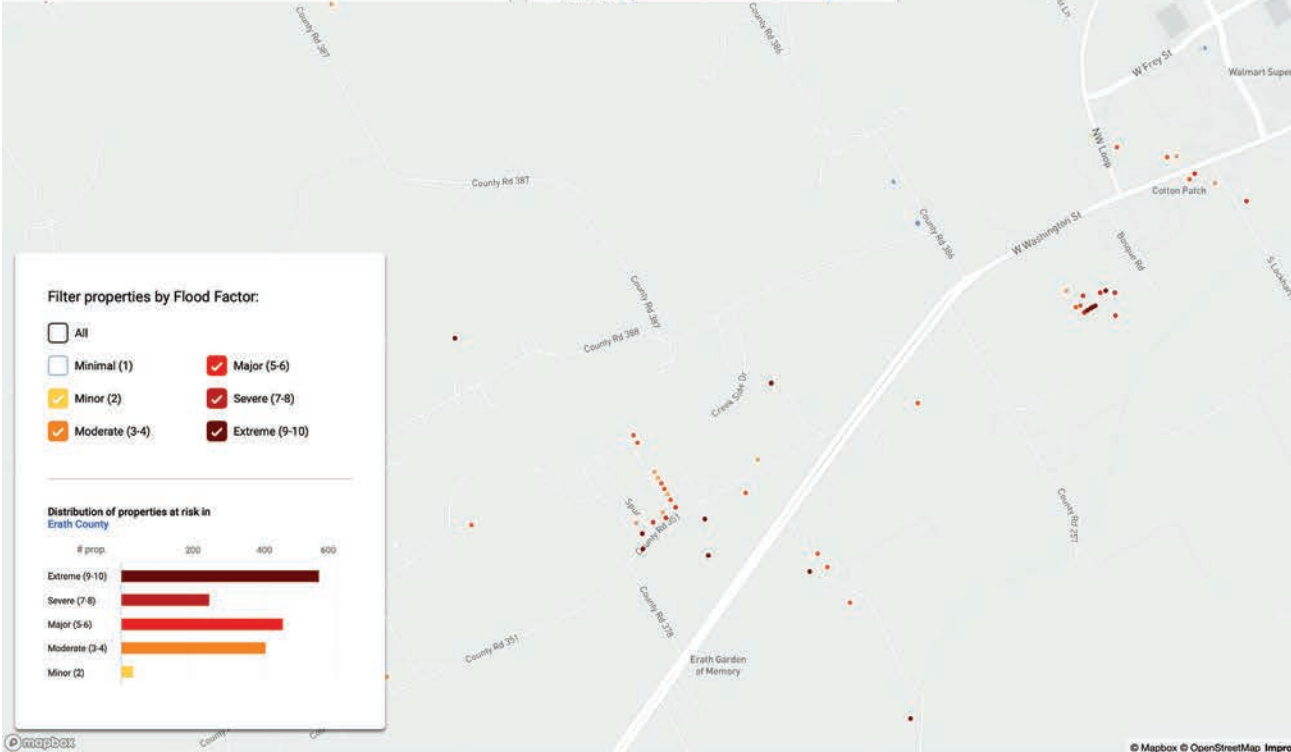 County Rd 387
County Rd 386
W Frey St
Walmart Super
NW Loop
County Rd 387
Cotton Patch
County Rd 386
W Washington St
Bosque Rd
S Lockhart
County Rd 387
County Rd 388
Creek Side Dr
Spur
County Rd 351
County Rd 257
County Rd 378
County Rd 351
Erath Garden
of Memory
Filter properties by Flood Factor:
All
Minimal (1)
Major (5-6)
Minor (2)
Severe (7-8)
Moderate (3-4)
Extreme (9-10)
Distribution of properties at risk in
Erath County
# prop. 200 400 600
Extreme (9-10)
Severe (7-8)
Major (5-6)
Moderate (3-4)
Minor (2)
mapbox
© Mapbox © OpenStreetMap Impro